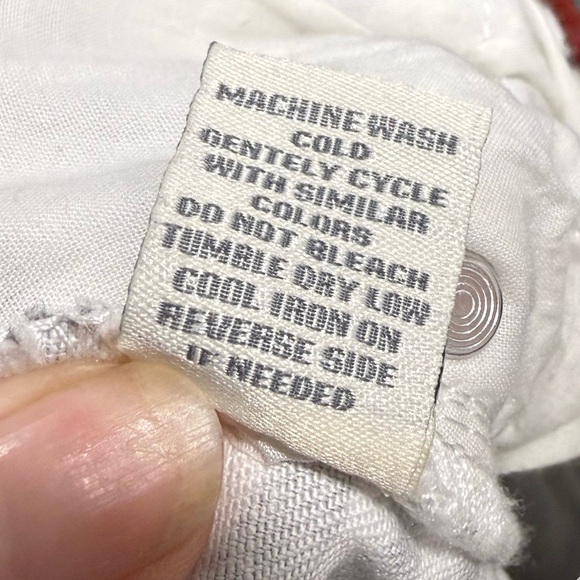 MACHINE WASH
COLD
GENTELY CYCLE
WITH SIMILAR
COLORS
DO NOT BLEACH
TUMBLE DRY LOW
COOL IRON ON
REVERSE SIDE
IF NEEDED